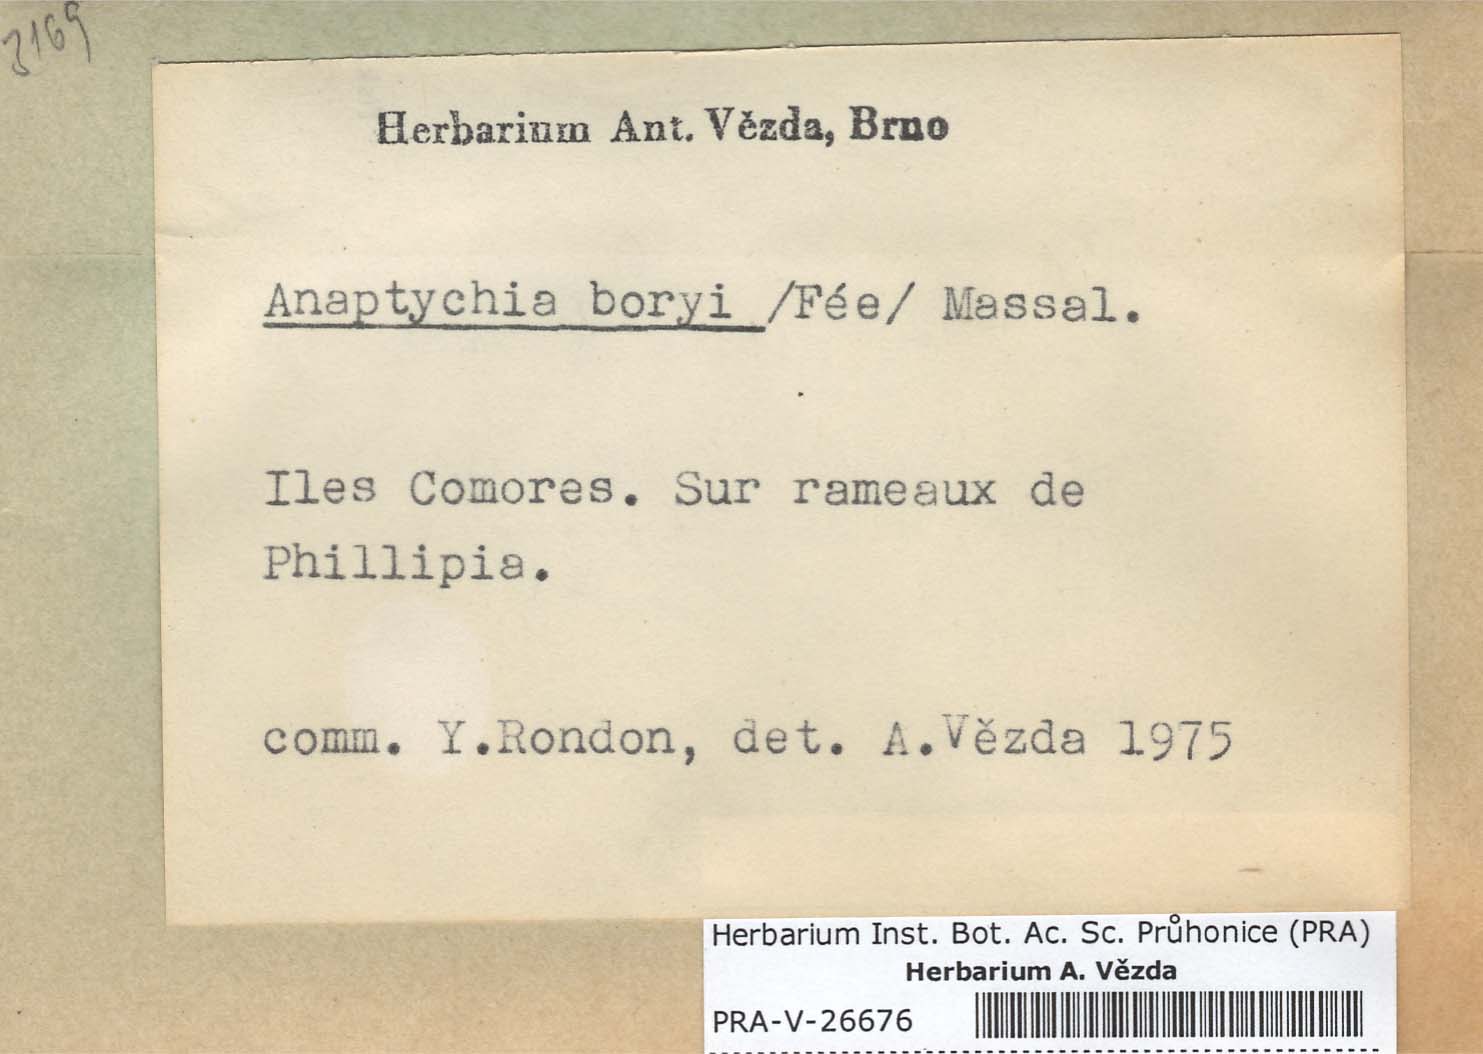 3169
Herbarium Ant. Vězda, Brno
Anaptychia boryi /Fée/ Massal.
Iles Comores. Sur rameaux de
Phillipia.
comm. Y.Rondon, det. A.Vězda 1975
Herbarium Inst. Bot. Ac. Sc. Průhonice (PRA)
Herbarium A. Vězda
PRA-V-26676